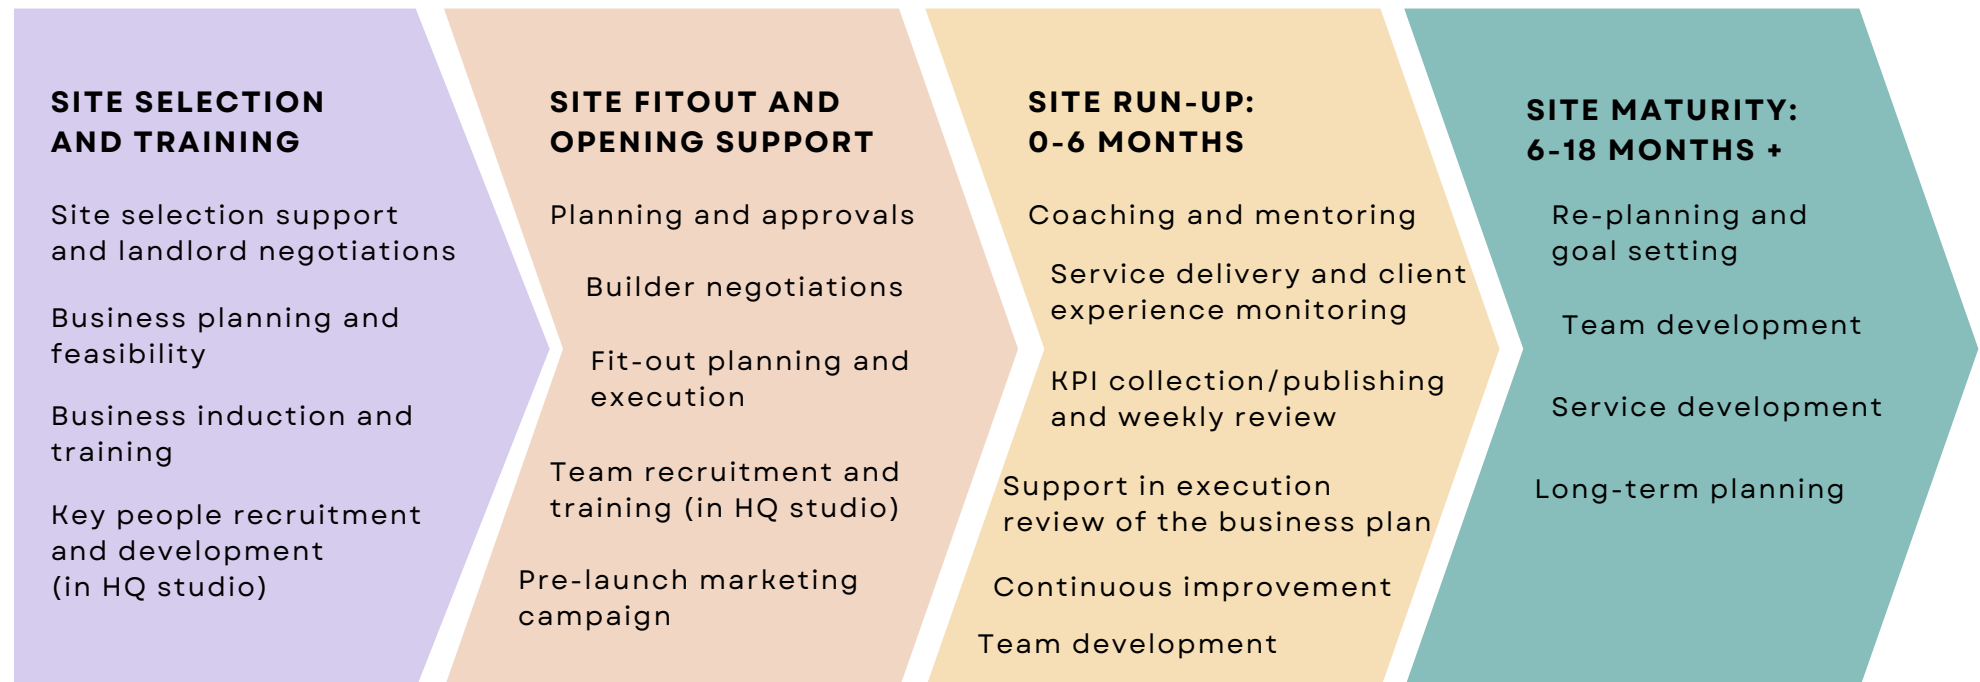 SITE SELECTION
AND TRAINING
Site selection support
and landlord negotiations
Business planning and
feasibility
Business induction and
training
Key people recruitment
and development
(in HQ studio)
SITE FITOUT AND
OPENING SUPPORT
Planning and approvals
Builder negotiations
Fit-out planning and
execution
Team recruitment and
training (in HQ studio)
Pre-launch marketing
campaign
SITE RUN-UP:
0-6 MONTHS
Coaching and mentoring
Service delivery and client
experience monitoring
KPI collection/publishing
and weekly review
Support in execution
review of the business plan
Continuous improvement
Team development
SITE MATURITY:
6-18 MONTHS +
Re-planning and
goal setting
Team development
Service development
Long-term planning